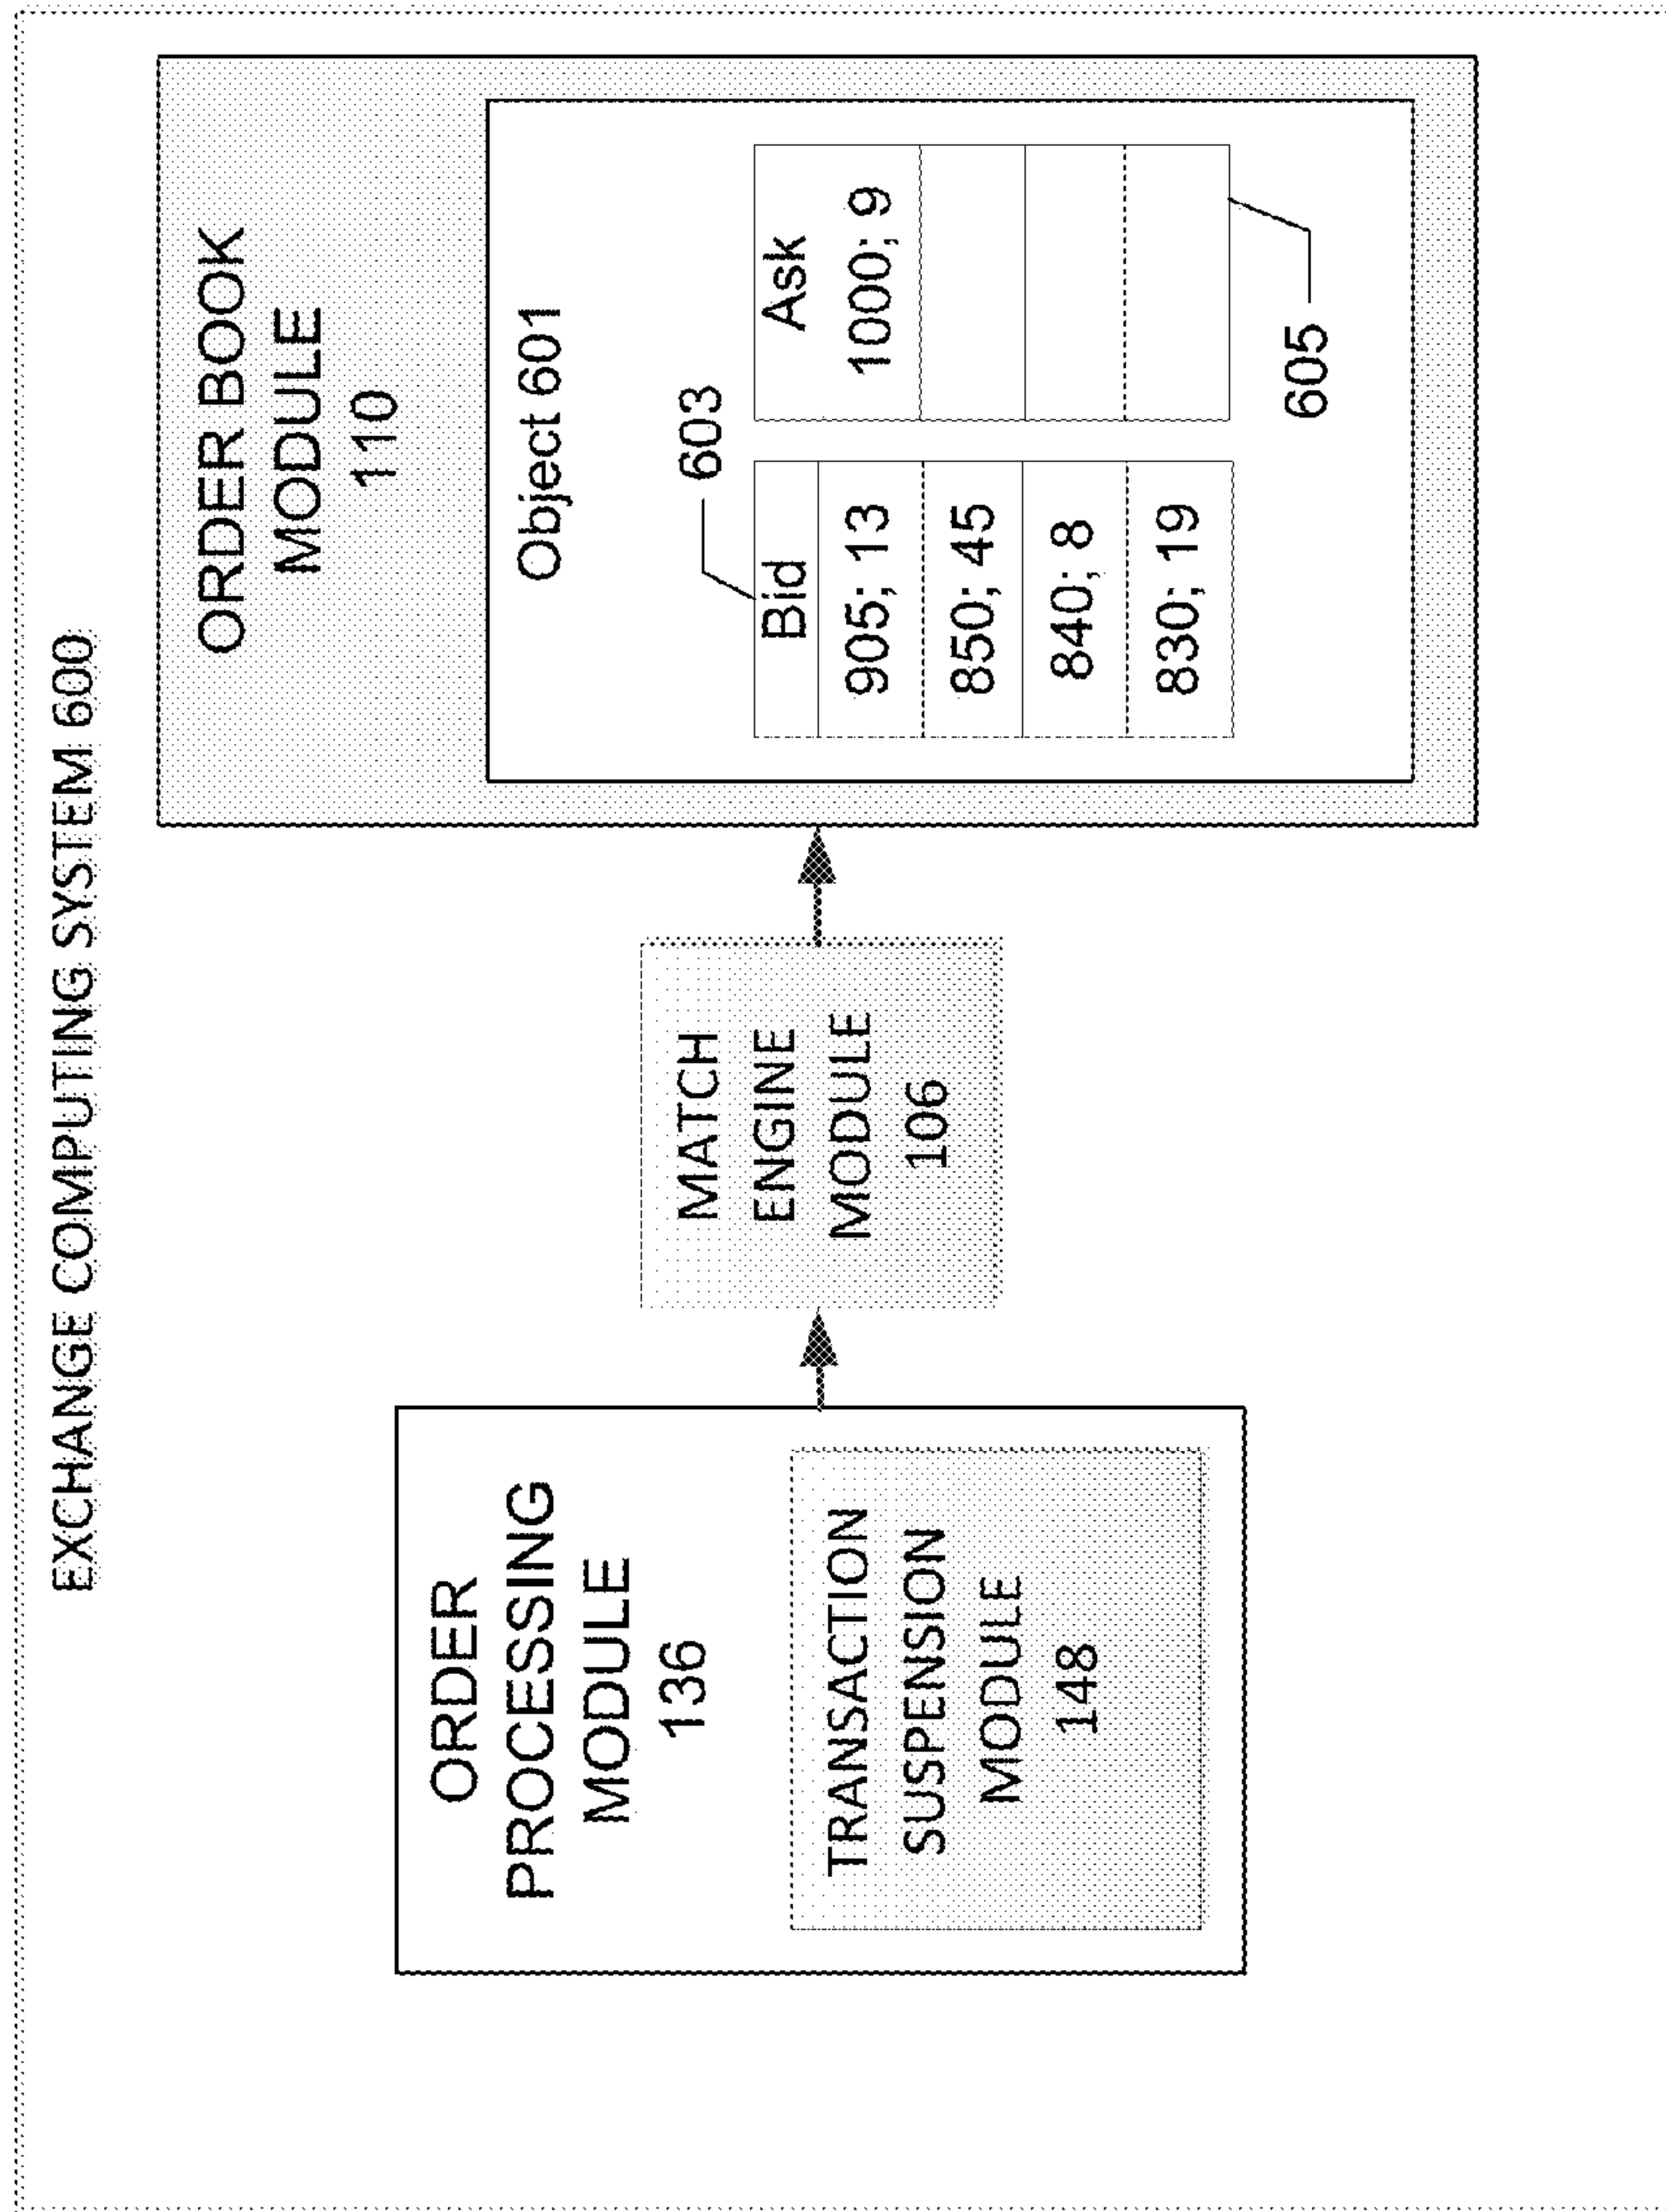 EXCHANGE COMPUTING SYSTEM 600
ORDER
PROCESSING
MODULE
136
TRANSACTION
SUSPENSION
MODULE
148
MATCH
ENGINE
MODULE
106
ORDER BOOK
MODULE
110
Object 601
603
Bid
905; 13
850; 45
840; 8
830; 19
Ask
1000; 9
605